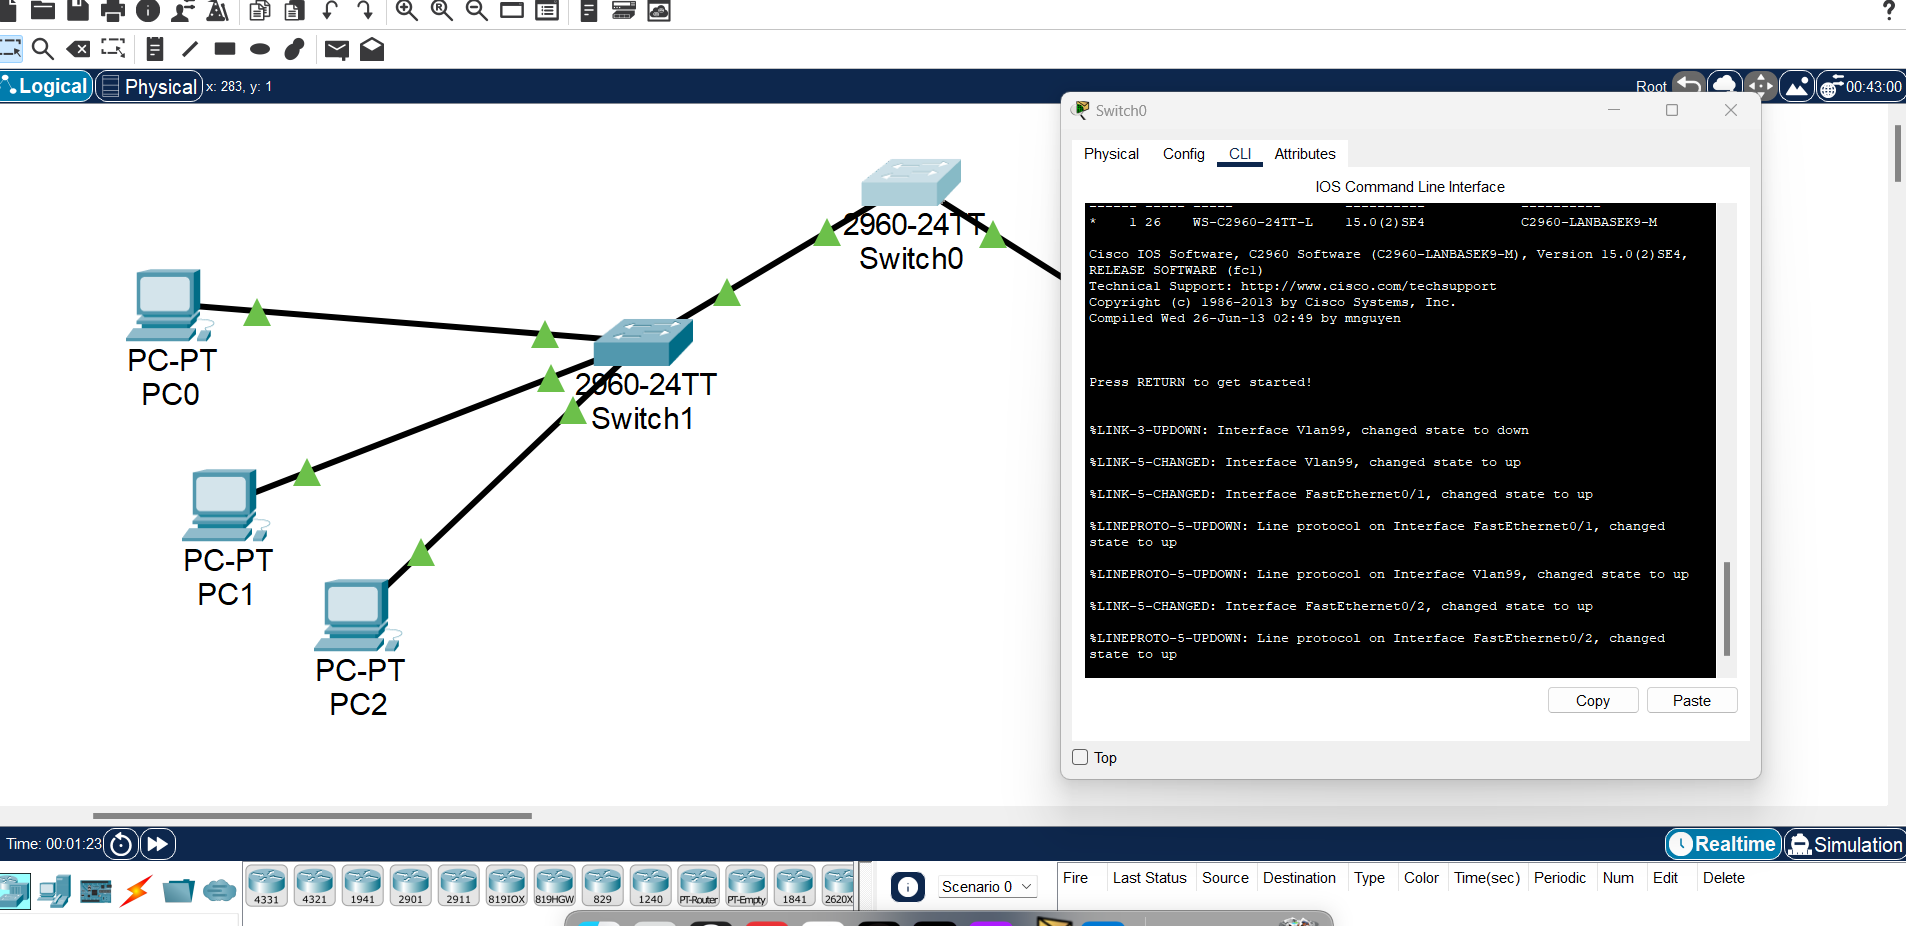 ?
Logical
Physical
x: 283, y: 1
Root
00:43:00
2960-24TT
Switch0
PC-PT
PC0
2960-24TT
Switch1
PC-PT
PC1
PC-PT
PC2
Switch0
Physical Config CLI Attributes
IOS Command Line Interface
------ ----- ----- ---------- ----------
* 1 26 WS-C2960-24TT-L 15.0(2)SE4 C2960-LANBASEK9-M
Cisco IOS Software, C2960 Software (C2960-LANBASEK9-M), Version 15.0(2)SE4,
RELEASE SOFTWARE (fc1)
Technical Support: http://www.cisco.com/techsupport
Copyright (c) 1986-2013 by Cisco Systems, Inc.
Compiled Wed 26-Jun-13 02:49 by mnguyen
Press RETURN to get started!
%LINK-3-UPDOWN: Interface Vlan99, changed state to down
%LINK-5-CHANGED: Interface Vlan99, changed state to up
%LINK-5-CHANGED: Interface FastEthernet0/1, changed state to up
%LINEPROTO-5-UPDOWN: Line protocol on Interface FastEthernet0/1, changed
state to up
%LINEPROTO-5-UPDOWN: Line protocol on Interface Vlan99, changed state to up
%LINK-5-CHANGED: Interface FastEthernet0/2, changed state to up
%LINEPROTO-5-UPDOWN: Line protocol on Interface FastEthernet0/2, changed
state to up
Copy Paste
Top
Time: 00:01:23
Realtime
Simulation
4331 4321 1941 2901 2911 819IOX 819HGW 829 1240 PT-Router PT-Empty 1841 2620X
Scenario 0
Fire Last Status Source Destination Type Color Time(sec) Periodic Num Edit Delete